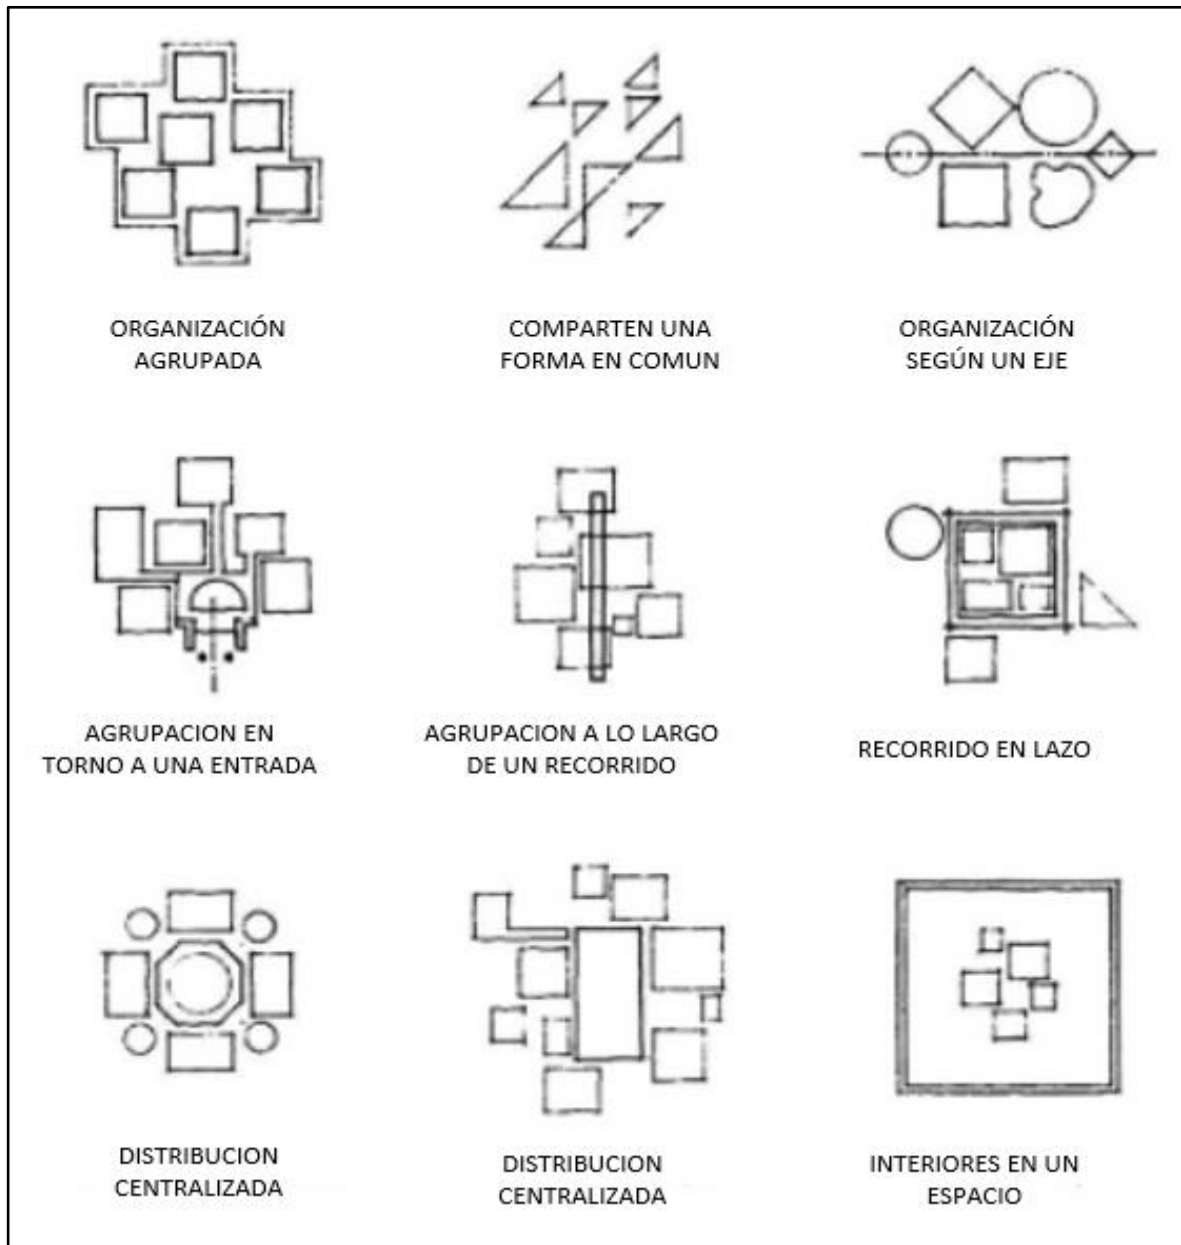 ORGANIZACIÓN
AGRUPADA
COMPARTEN UNA
FORMA EN COMUN
ORGANIZACIÓN
SEGÚN UN EJE
AGRUPACION EN
TORNO A UNA ENTRADA
AGRUPACION A LO LARGO
DE UN RECORRIDO
RECORRIDO EN LAZO
DISTRIBUCION
CENTRALIZADA
DISTRIBUCION
CENTRALIZADA
INTERIORES EN UN
ESPACIO